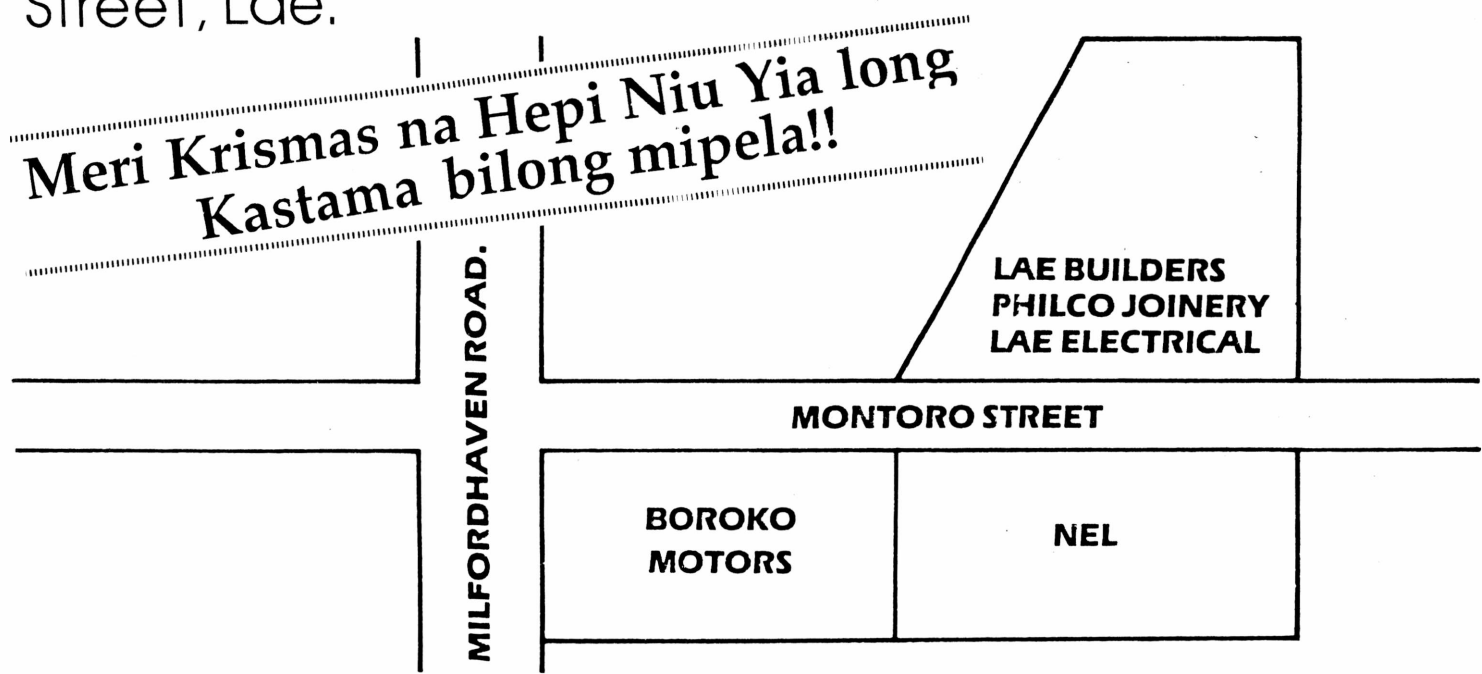 Street, Lae.
Meri Krismas na Hepi Niu Yia long
Kastama bilong mipela!!
MILFORDHAVEN ROAD.
LAE BUILDERS
PHILCO JOINERY
LAE ELECTRICAL
MONTORO STREET
BOROKO
MOTORS
NEL